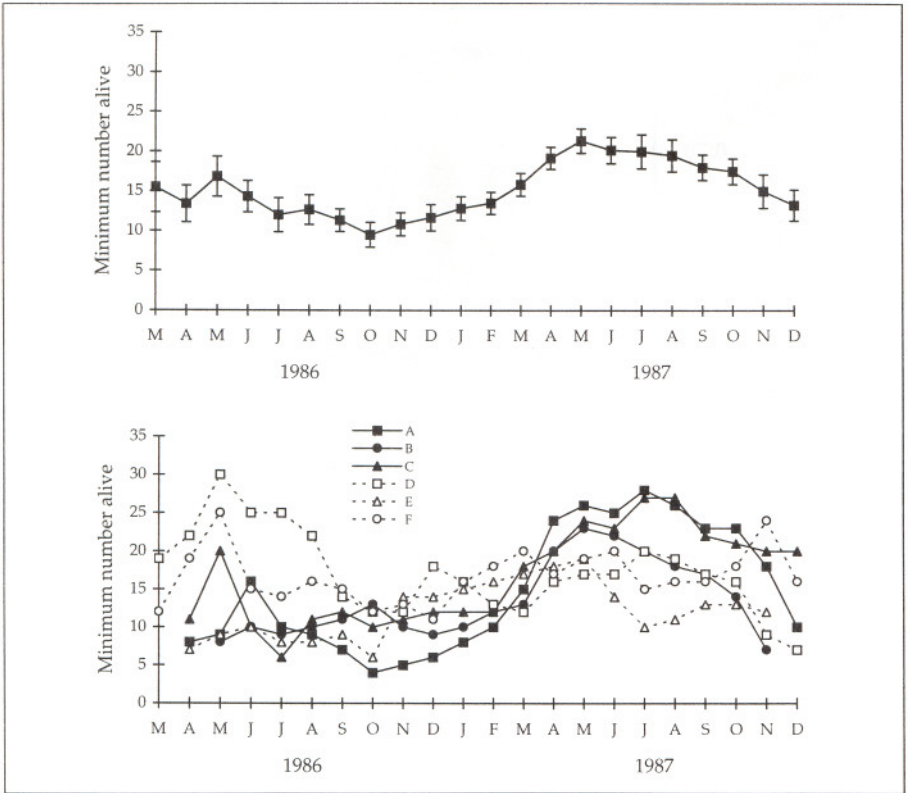 35
30
25
20
15
10
5
0
Minimum number alive
M A M J J A S O N D J F M A M J J A S O N D
1986 1987
A
B
C
D
E
F
35
30
25
20
15
10
5
0
Minimum number alive
M A M J J A S O N D J F M A M J J A S O N D
1986 1987